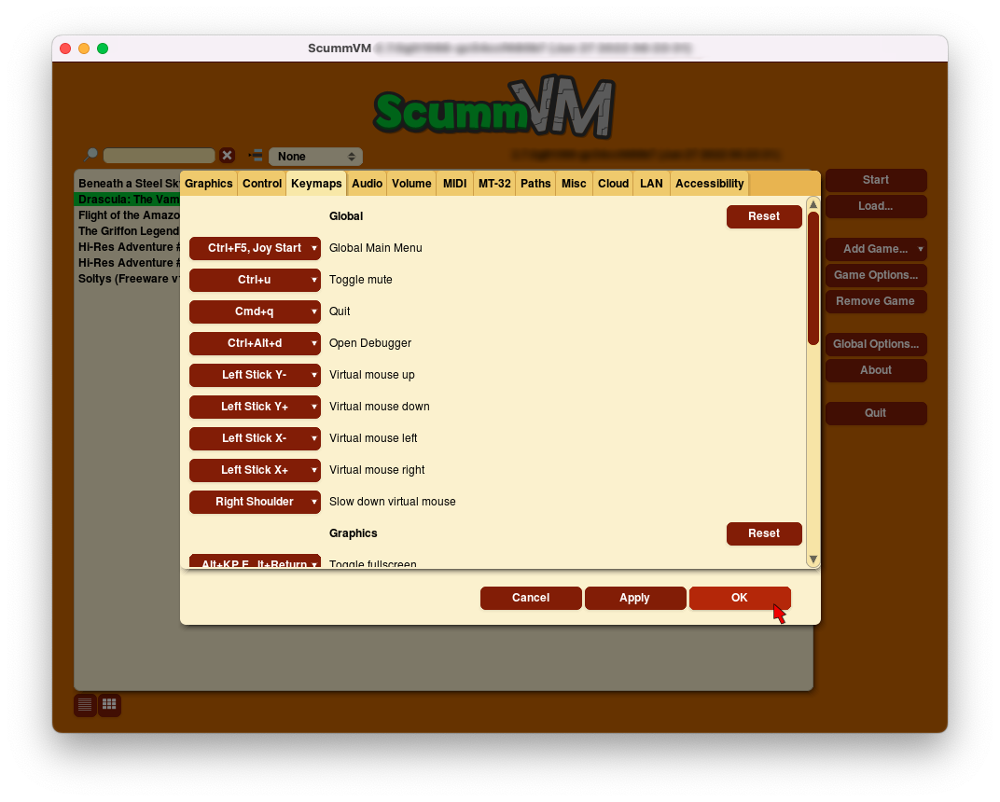 ScummVM
ScummVM
None
Beneath a Steel Sk
Drascula: The Vam
Flight of the Amazo
The Griffon Legend
Hi-Res Adventure #
Hi-Res Adventure #
Soltys (Freeware v
Graphics Control Keymaps Audio Volume MIDI MT-32 Paths Misc Cloud LAN Accessibility
Global Reset
Ctrl+F5, Joy Start Global Main Menu
Ctrl+u Toggle mute
Cmd+q Quit
Ctrl+Alt+d Open Debugger
Left Stick Y- Virtual mouse up
Left Stick Y+ Virtual mouse down
Left Stick X- Virtual mouse left
Left Stick X+ Virtual mouse right
Right Shoulder Slow down virtual mouse
Graphics Reset
Alt+KP E...lt+Return Toggle fullscreen
Cancel Apply OK
Start
Load...
Add Game...
Game Options...
Remove Game
Global Options...
About
Quit